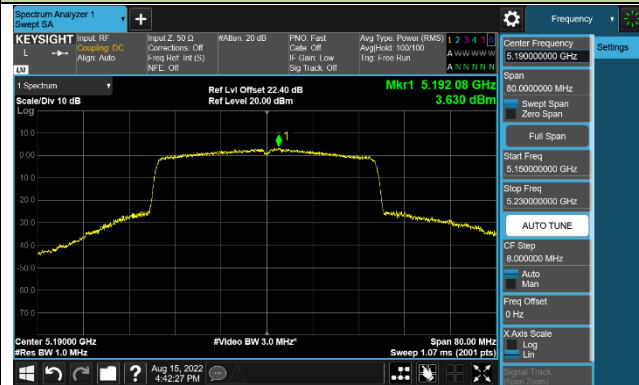 Spectrum Analyzer 1
Swept SA
Frequency
KEYSIGHT
Input: RF
Coupling: DC
Align: Auto
Input Z: 50 Ω
Corrections: Off
Freq Ref: Int (S)
NFE: Off
#Atten: 20 dB
PNO: Fast
Gate: Off
IF Gain: Low
Sig Track: Off
Avg Type: Power (RMS)
Avg|Hold: 100/100
Trig: Free Run
1 2 3 4 5 6
A W W W W W
A N N N N N
L
LXI
1 Spectrum
Scale/Div 10 dB
Log
Ref Lvl Offset 22.40 dB
Ref Level 20.00 dBm
Mkr1 5.192 08 GHz
3.630 dBm
1
10.0
0.00
-10.0
-20.0
-30.0
-40.0
-50.0
-60.0
-70.0
Center 5.19000 GHz
#Res BW 1.0 MHz
#Video BW 3.0 MHz*
Span 80.00 MHz
Sweep 1.07 ms (2001 pts)
Aug 15, 2022
4:42:27 PM
Center Frequency
5.190000000 GHz
Settings
Span
80.0000000 MHz
Swept Span
Zero Span
Full Span
Start Freq
5.150000000 GHz
Stop Freq
5.230000000 GHz
AUTO TUNE
CF Step
8.000000 MHz
Auto
Man
Freq Offset
0 Hz
X Axis Scale
Log
Lin
Signal Track
(Span Zoom)